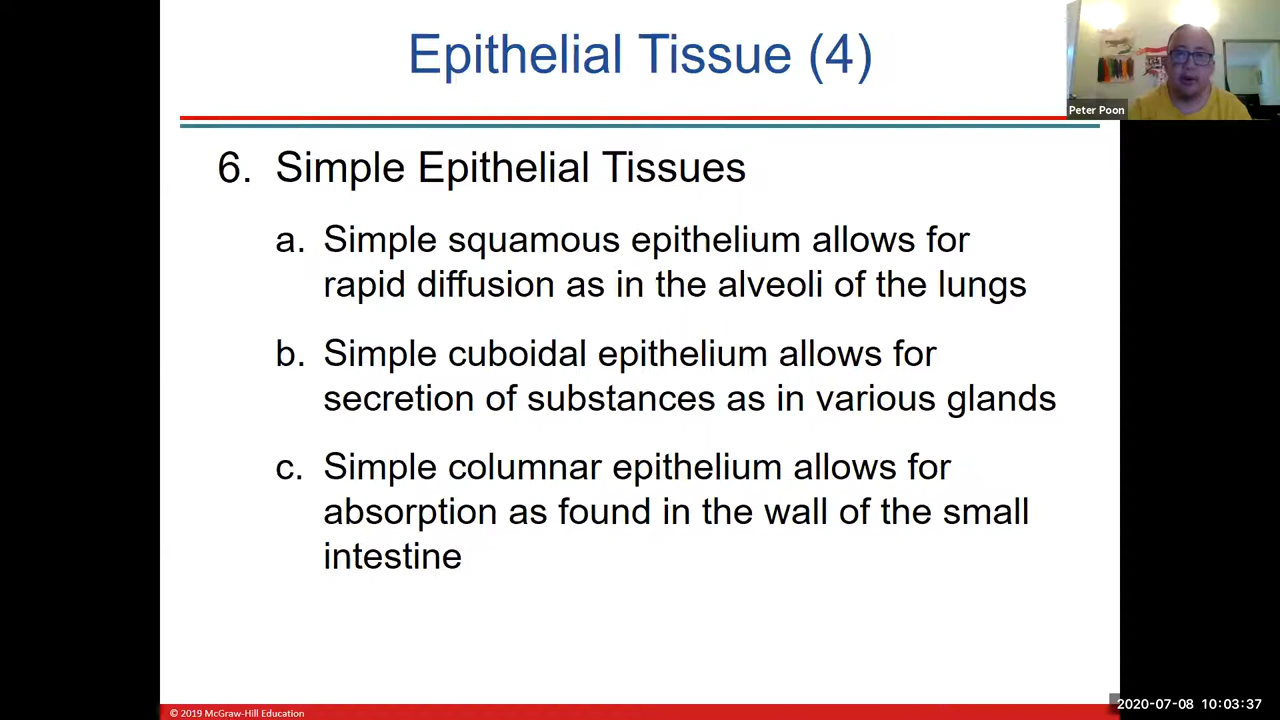 Epithelial Tissue (4)
Peter Poon
6. Simple Epithelial Tissues
a. Simple squamous epithelium allows for
rapid diffusion as in the alveoli of the lungs
b. Simple cuboidal epithelium allows for
secretion of substances as in various glands
c. Simple columnar epithelium allows for
absorption as found in the wall of the small
intestine
© 2019 McGraw-Hill Education
2020-07-08 10:03:37